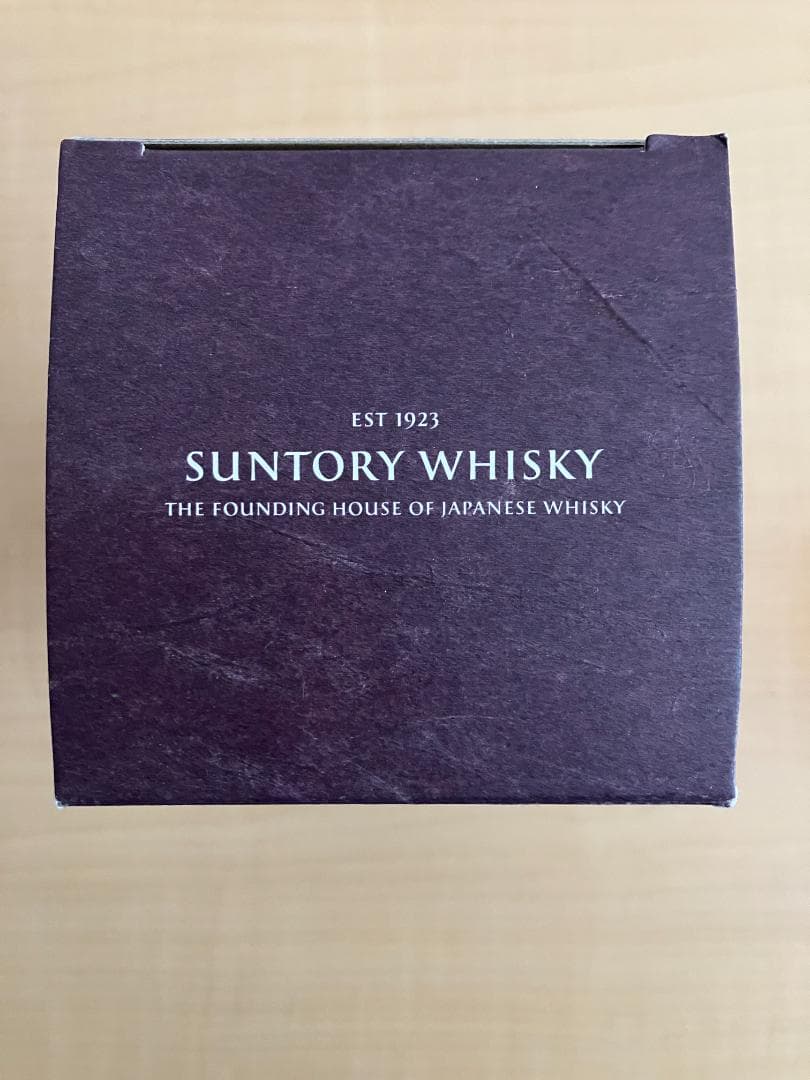 EST 1923
SUNTORY WHISKY
THE FOUNDING HOUSE OF JAPANESE WHISKY